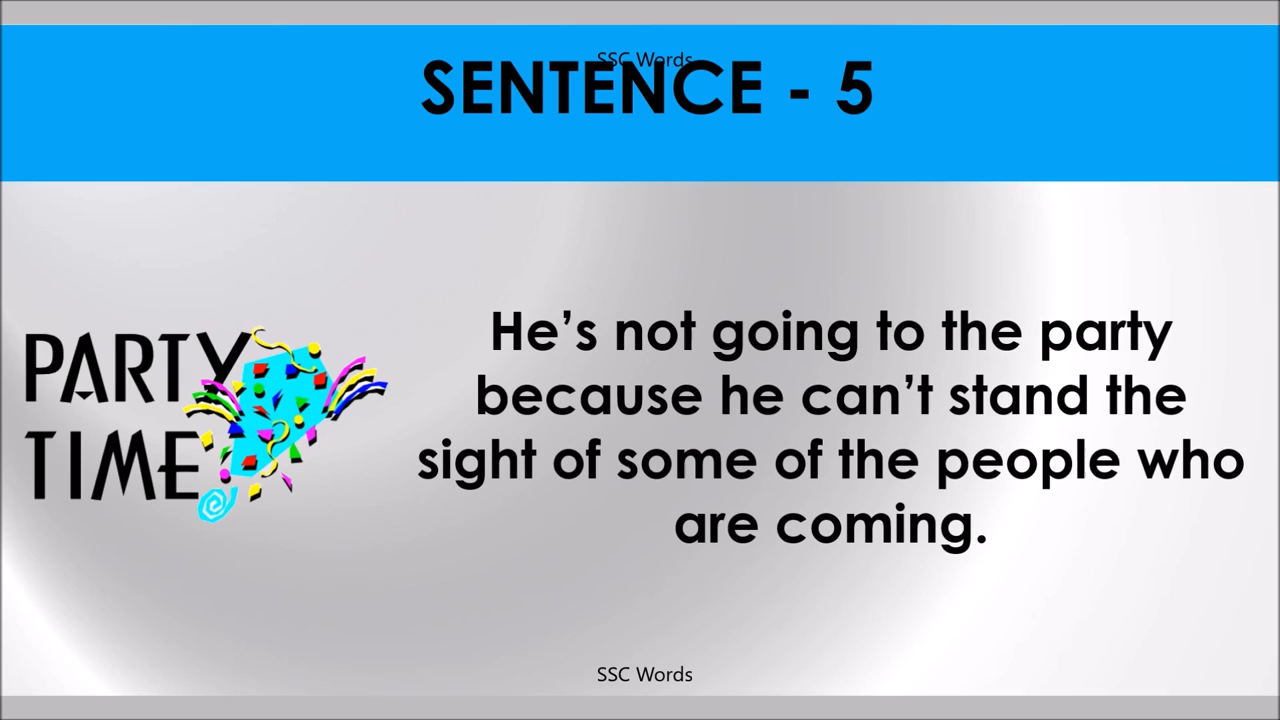 SSC Words
SENTENCE - 5
PARTY
TIME
He’s not going to the party
because he can’t stand the
sight of some of the people who
are coming.
SSC Words